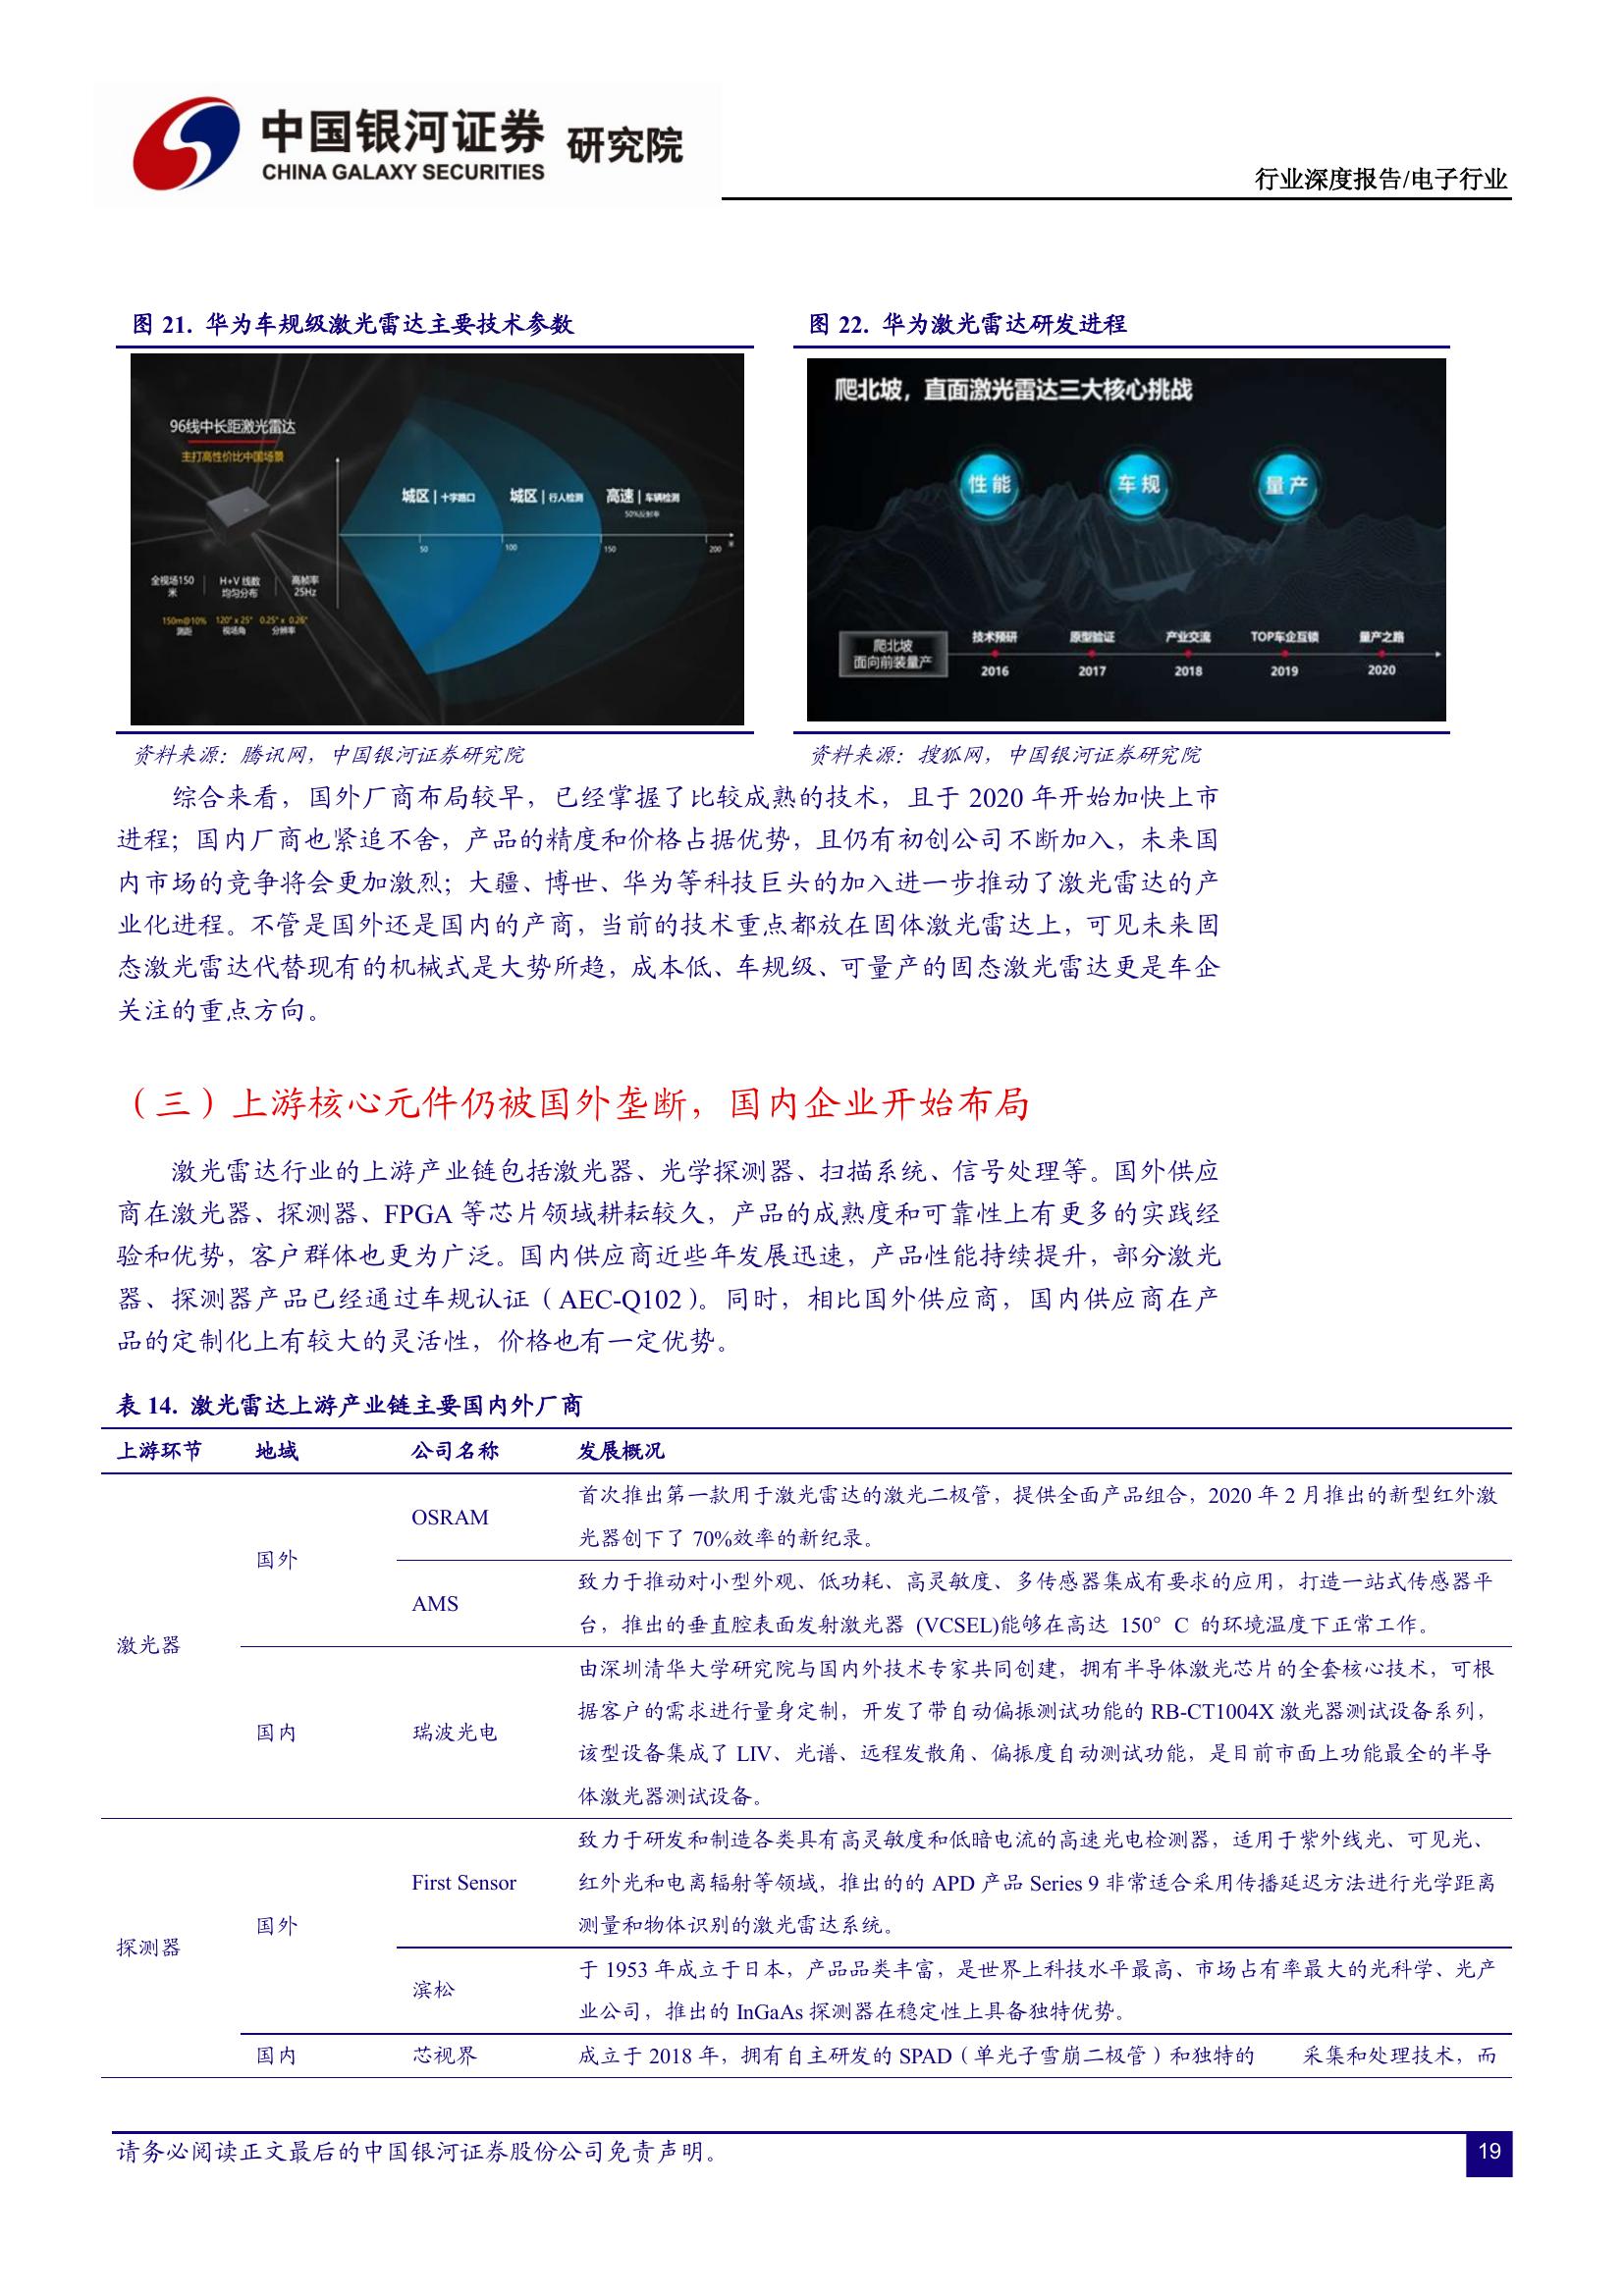 中国银河证券 研究院
CHINA GALAXY SECURITIES
行业深度报告/电子行业
图 21. 华为车规级激光雷达主要技术参数
96线中长距激光雷达
主打高性价比中国场景
城区 | 十字路口
城区 | 行人检测
高速 | 车辆检测
50%反射率
50
100
150
200
米
全视场150米
H+V 线数均匀分布
高帧率25Hz
150m@10% 测距
120° x 25° 视场角
0.25° x 0.26° 分辨率
资料来源：腾讯网，中国银河证券研究院
图 22. 华为激光雷达研发进程
爬北坡，直面激光雷达三大核心挑战
性能
车规
量产
爬北坡
面向前装量产
技术预研 原型验证 产业交流 TOP车企互锁 量产之路
2016 2017 2018 2019 2020
资料来源：搜狐网，中国银河证券研究院
综合来看，国外厂商布局较早，已经掌握了比较成熟的技术，且于 2020 年开始加快上市
进程；国内厂商也紧追不舍，产品的精度和价格占据优势，且仍有初创公司不断加入，未来国
内市场的竞争将会更加激烈；大疆、博世、华为等科技巨头的加入进一步推动了激光雷达的产
业化进程。不管是国外还是国内的产商，当前的技术重点都放在固体激光雷达上，可见未来固
态激光雷达代替现有的机械式是大势所趋，成本低、车规级、可量产的固态激光雷达更是车企
关注的重点方向。
（三）上游核心元件仍被国外垄断，国内企业开始布局
激光雷达行业的上游产业链包括激光器、光学探测器、扫描系统、信号处理等。国外供应
商在激光器、探测器、FPGA 等芯片领域耕耘较久，产品的成熟度和可靠性上有更多的实践经
验和优势，客户群体也更为广泛。国内供应商近些年发展迅速，产品性能持续提升，部分激光
器、探测器产品已经通过车规认证（AEC-Q102）。同时，相比国外供应商，国内供应商在产
品的定制化上有较大的灵活性，价格也有一定优势。
表 14. 激光雷达上游产业链主要国内外厂商
上游环节 地域 公司名称 发展概况
激光器
国外
OSRAM
首次推出第一款用于激光雷达的激光二极管，提供全面产品组合，2020 年 2 月推出的新型红外激
光器创下了 70%效率的新纪录。
AMS
致力于推动对小型外观、低功耗、高灵敏度、多传感器集成有要求的应用，打造一站式传感器平
台，推出的垂直腔表面发射激光器 (VCSEL)能够在高达 150° C 的环境温度下正常工作。
国内
瑞波光电
由深圳清华大学研究院与国内外技术专家共同创建，拥有半导体激光芯片的全套核心技术，可根
据客户的需求进行量身定制，开发了带自动偏振测试功能的 RB-CT1004X 激光器测试设备系列，
该型设备集成了 LIV、光谱、远程发散角、偏振度自动测试功能，是目前市面上功能最全的半导
体激光器测试设备。
探测器
国外
First Sensor
致力于研发和制造各类具有高灵敏度和低暗电流的高速光电检测器，适用于紫外线光、可见光、
红外光和电离辐射等领域，推出的的 APD 产品 Series 9 非常适合采用传播延迟方法进行光学距离
测量和物体识别的激光雷达系统。
滨松
于 1953 年成立于日本，产品品类丰富，是世界上科技水平最高、市场占有率最大的光科学、光产
业公司，推出的 InGaAs 探测器在稳定性上具备独特优势。
国内
芯视界
成立于 2018 年，拥有自主研发的 SPAD（单光子雪崩二极管）和独特的 采集和处理技术，而
请务必阅读正文最后的中国银河证券股份公司免责声明。
19